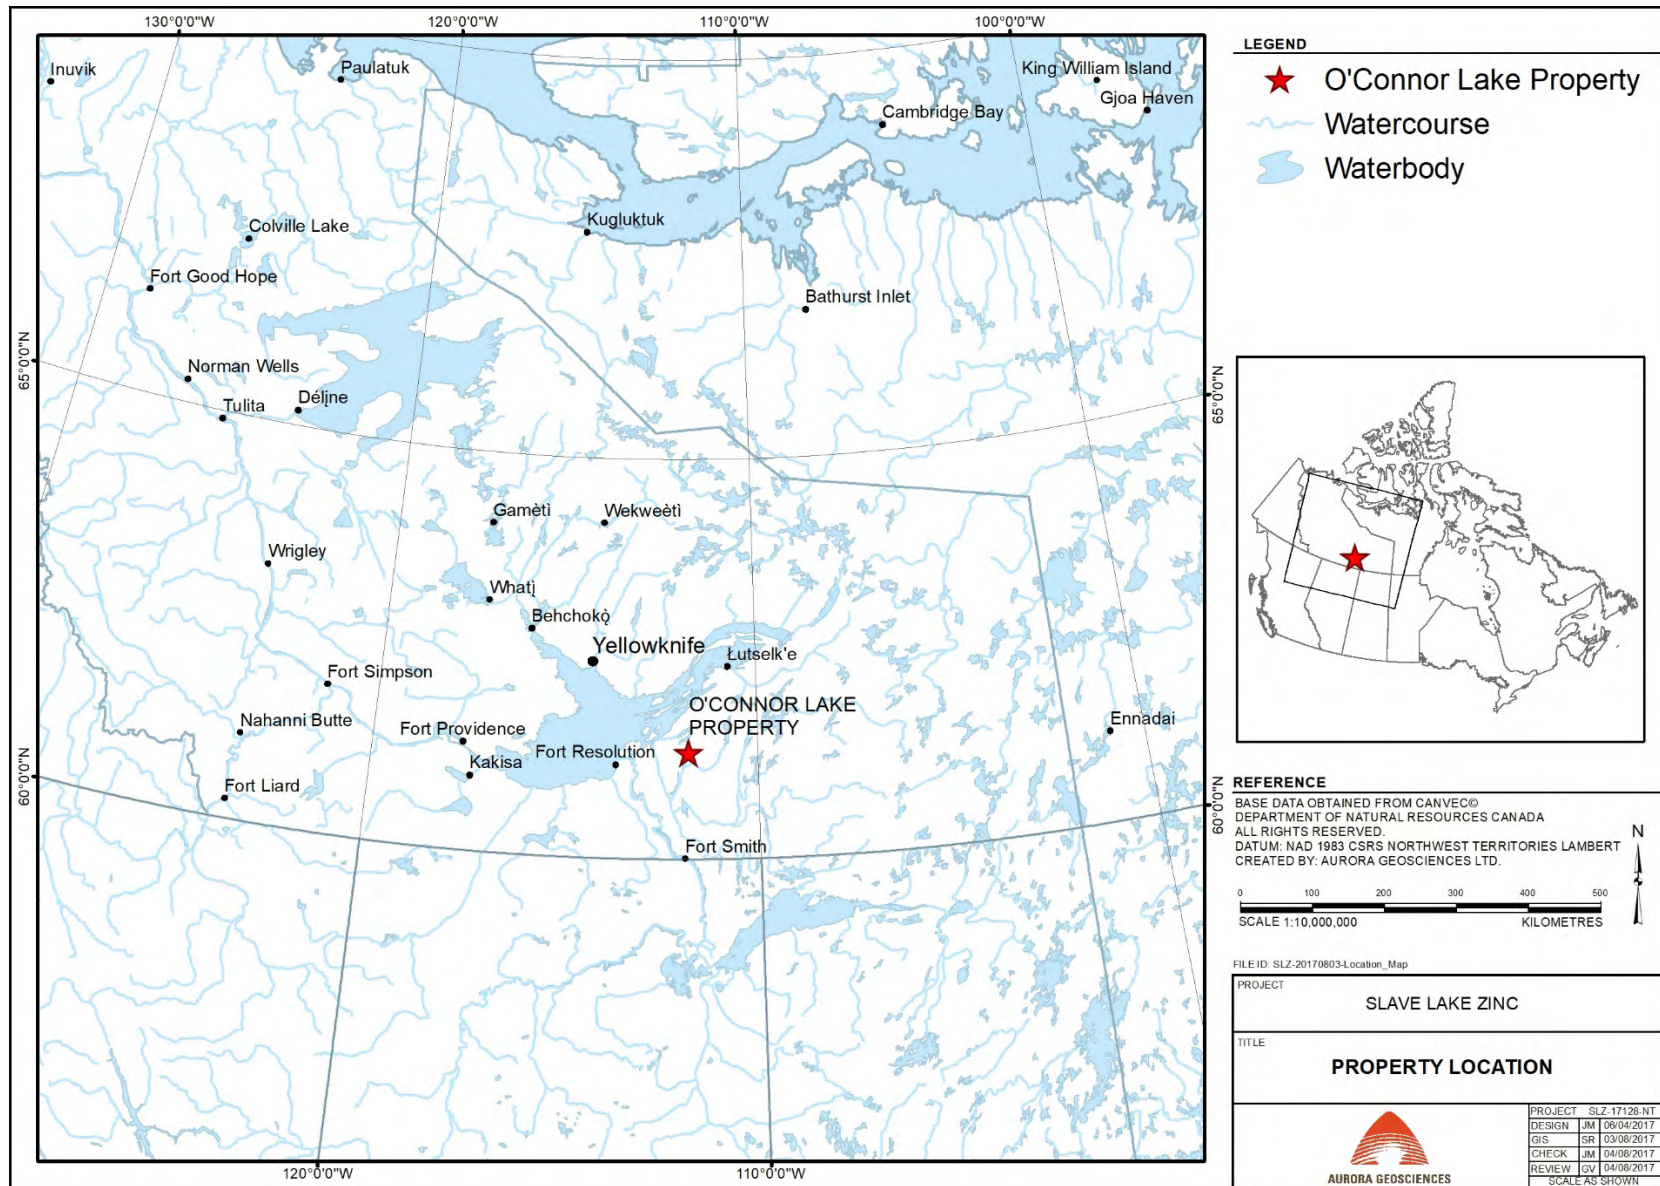 130°0'0"W
120°0'0"W
110°0'0"W
100°0'0"W
Inuvik
Paulatuk
King William Island
Gjoa Haven
Cambridge Bay
Colville Lake
Kugluktuk
Fort Good Hope
Bathurst Inlet
65°0'0"N
65°0'0"N
Norman Wells
Tulita
Délįne
Gamètì
Wekweètì
Wrigley
Whatì
Behchokǫ̀
Yellowknife
Łutselk'e
Fort Simpson
O'CONNOR LAKE
PROPERTY
Nahanni Butte
Fort Providence
Ennadai
Kakisa
Fort Resolution
60°0'0"N
60°0'0"N
Fort Liard
Fort Smith
120°0'0"W
110°0'0"W
LEGEND
O'Connor Lake Property
Watercourse
Waterbody
REFERENCE
BASE DATA OBTAINED FROM CANVEC©
DEPARTMENT OF NATURAL RESOURCES CANADA
ALL RIGHTS RESERVED.
DATUM: NAD 1983 CSRS NORTHWEST TERRITORIES LAMBERT
CREATED BY: AURORA GEOSCIENCES LTD.
N
0 100 200 300 400 500
SCALE 1:10,000,000 KILOMETRES
FILE ID: SLZ-20170803-Location_Map
PROJECT
SLAVE LAKE ZINC
TITLE
PROPERTY LOCATION
AURORA GEOSCIENCES
PROJECT SLZ-17128-NT
DESIGN JM 06/04/2017
GIS SR 03/08/2017
CHECK JM 04/08/2017
REVIEW GV 04/08/2017
SCALE AS SHOWN